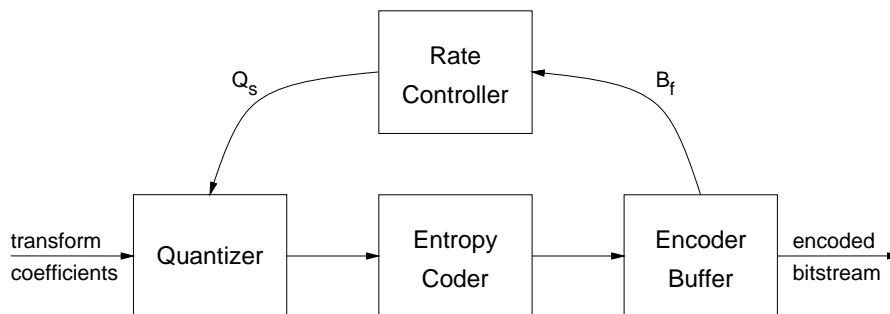 Rate
Controller
Q_s
B_f
transform
coefficients
Quantizer
Entropy
Coder
Encoder
Buffer
encoded
bitstream